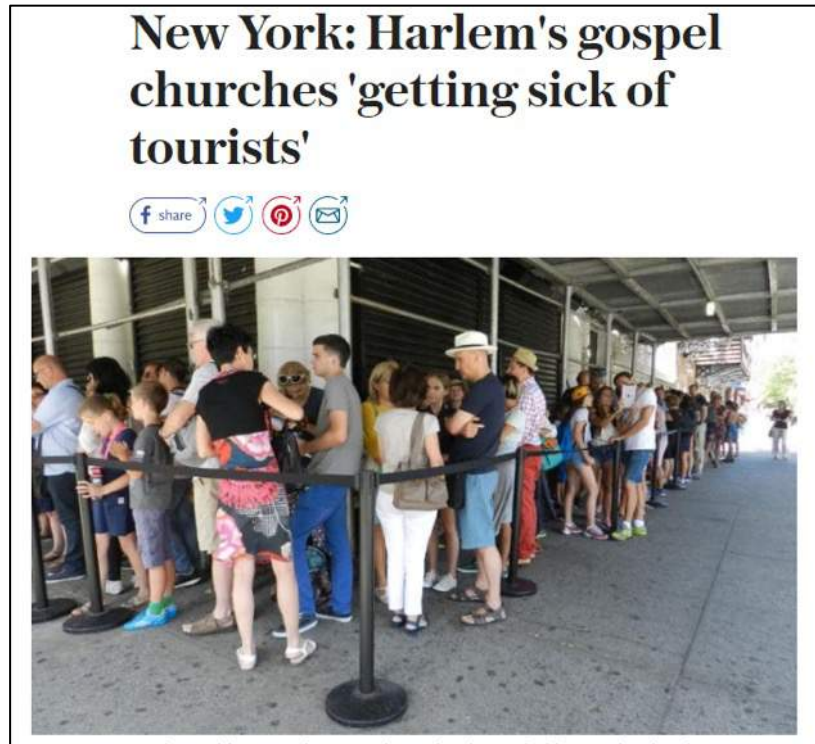 New York: Harlem's gospel
churches 'getting sick of
tourists'
f share